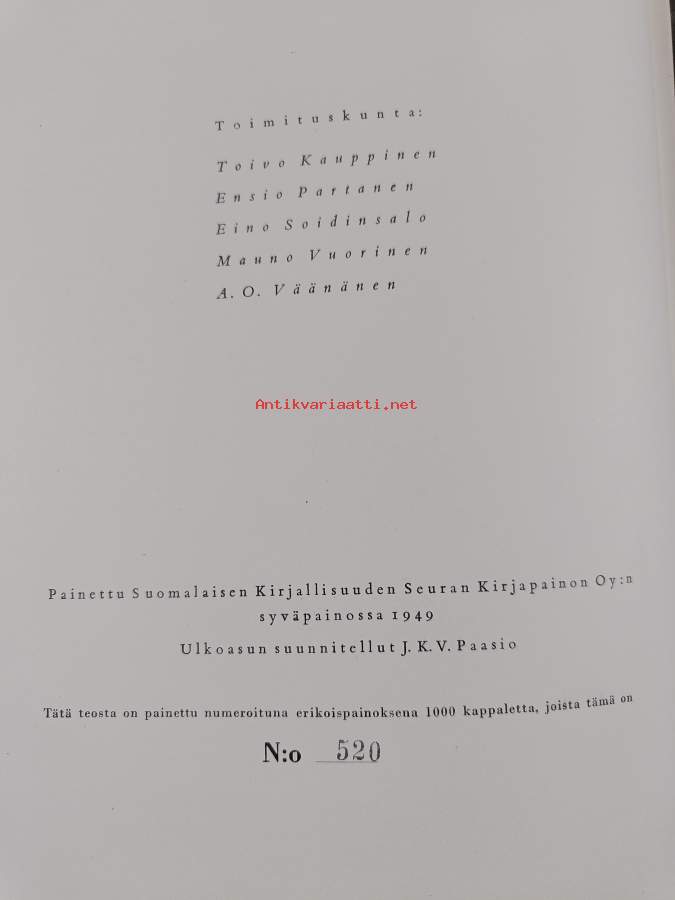 Toimituskunta:
Toivo Kauppinen
Ensio Partanen
Eino Soidinsalo
Mauno Vuorinen
A. O. Väänänen
Antikvariaatti.net
Painettu Suomalaisen Kirjallisuuden Seuran Kirjapainon Oy:n
syväpainossa 1949
Ulkoasun suunnitellut J. K. V. Paasio
Tätä teosta on painettu numeroituna erikoispainoksena 1000 kappaletta, joista tämä on
N:o 520